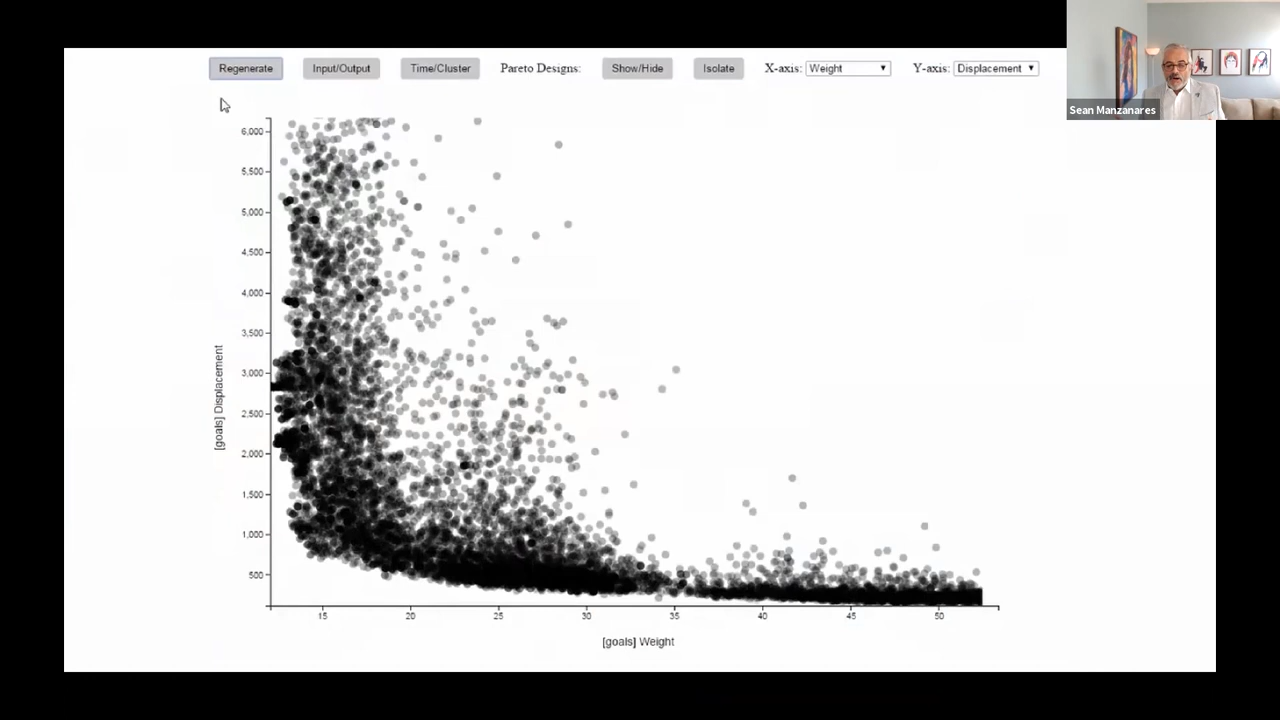 Regenerate Input/Output Time/Cluster Pareto Designs: Show/Hide Isolate X-axis: Weight Y-axis: Displacement
Sean Manzanares
6,000
5,500
5,000
4,500
4,000
3,500
3,000
2,500
2,000
1,500
1,000
500
[goals] Displacement
15 20 25 30 35 40 45 50
[goals] Weight